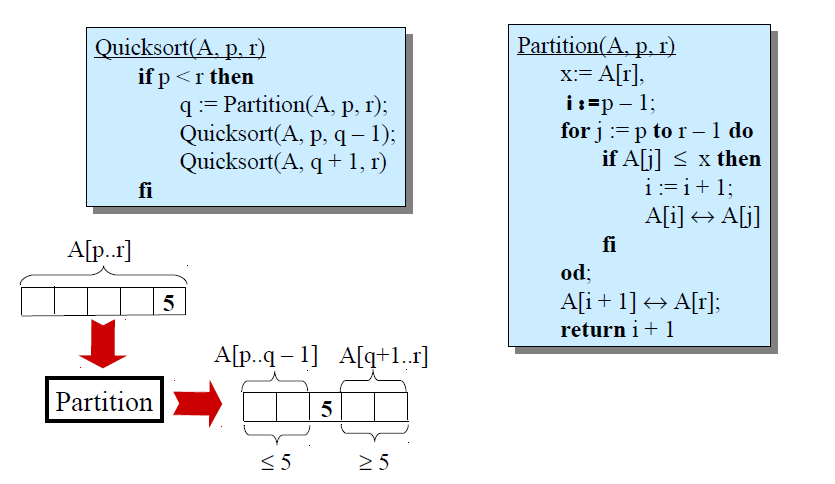 Quicksort(A, p, r)
if p < r then
q := Partition(A, p, r);
Quicksort(A, p, q – 1);
Quicksort(A, q + 1, r)
fi
Partition(A, p, r)
x:= A[r],
i :=p – 1;
for j := p to r – 1 do
if A[j] ≤ x then
i := i + 1;
A[i] ↔ A[j]
fi
od;
A[i + 1] ↔ A[r];
return i + 1
A[p..r]
5
Partition
A[p..q – 1] A[q+1..r]
5
≤ 5 ≥ 5